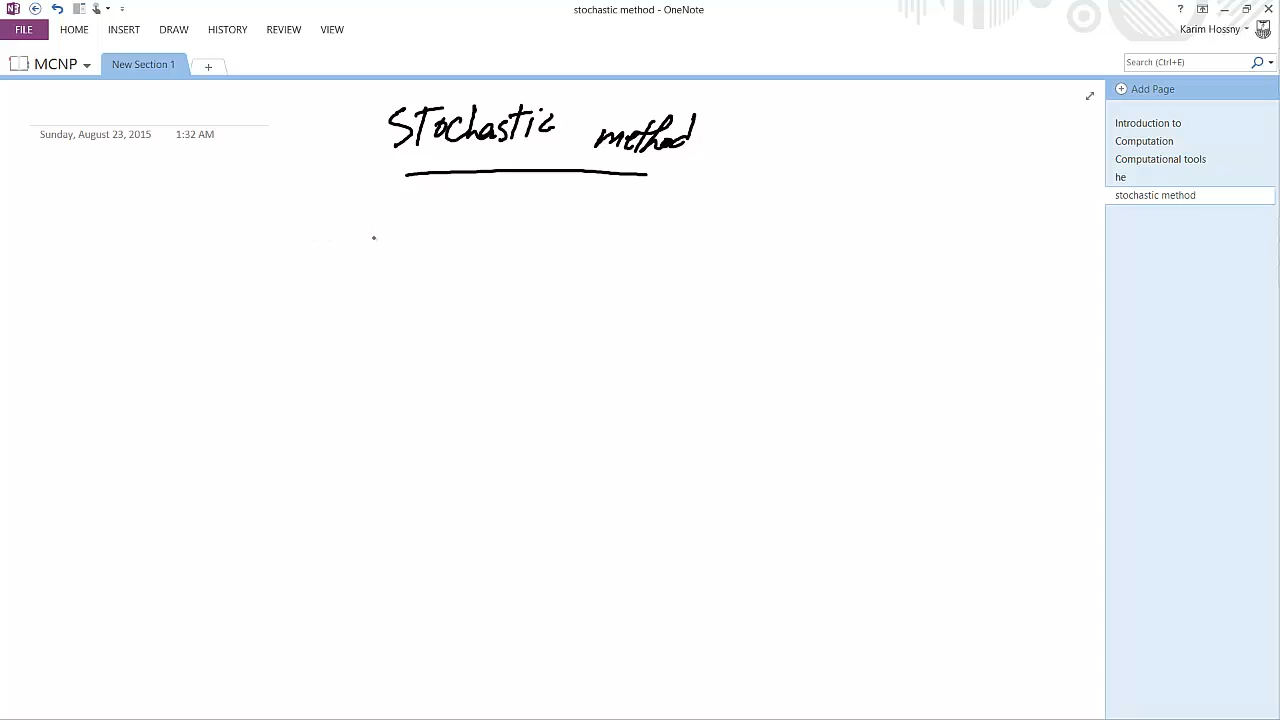 stochastic method - OneNote
?
FILE HOME INSERT DRAW HISTORY REVIEW VIEW
Karim Hossny
MCNP New Section 1 +
Search (Ctrl+E)
Add Page
Stochastic method
Sunday, August 23, 2015 1:32 AM
Introduction to
Computation
Computational tools
he
stochastic method